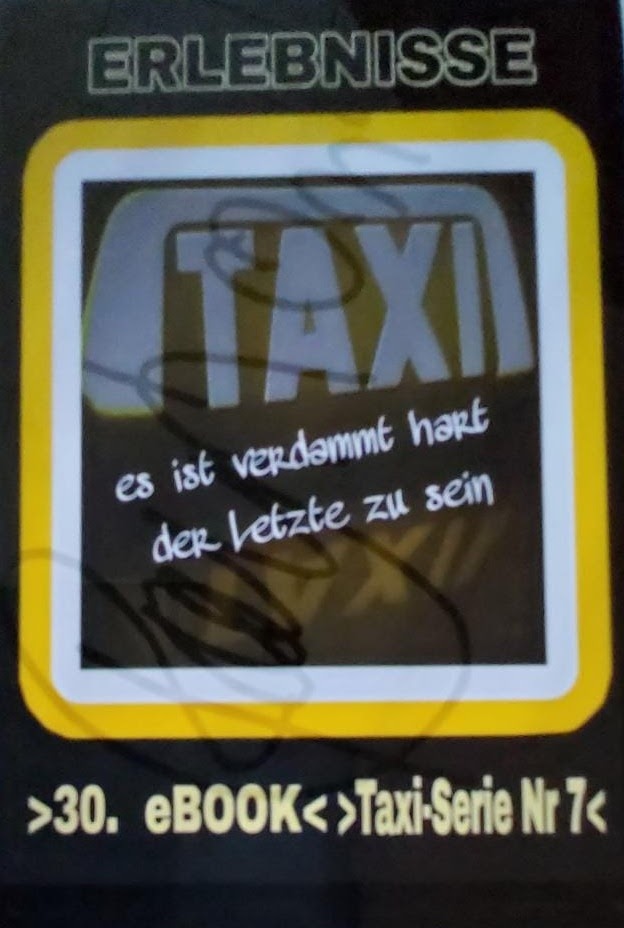 ERLEBNISSE
TAXI
es ist verdammt hart
der Letzte zu sein
>30. eBOOK< >Taxi-Serie Nr 7<